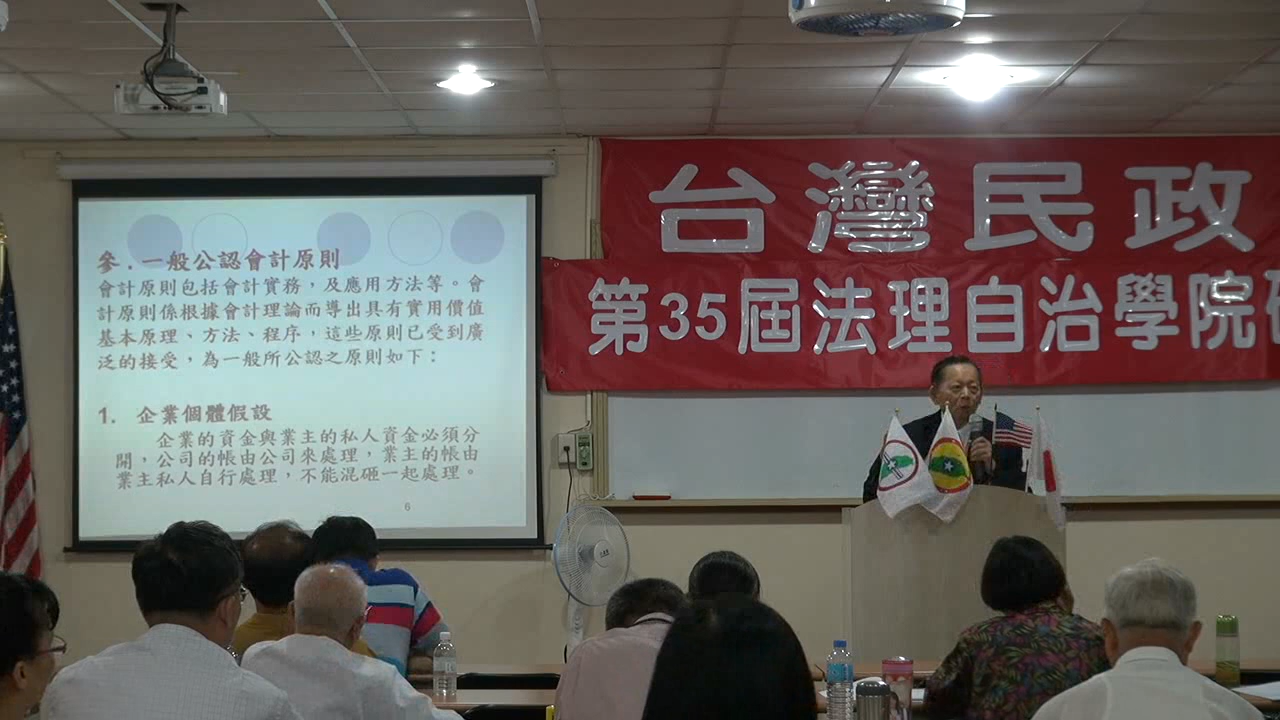 台灣民政
第35屆法理自治學院研
參.一般公認會計原則
會計原則包括會計實務，及應用方法等。會
計原則係根據會計理論而導出具有實用價值
基本原理、方法、程序，這些原則已受到廣
泛的接受，為一般所公認之原則如下：
1. 企業個體假設
企業的資金與業主的私人資金必須分
開，公司的帳由公司來處理，業主的帳由
業主私人自行處理，不能混砸一起處理。
6